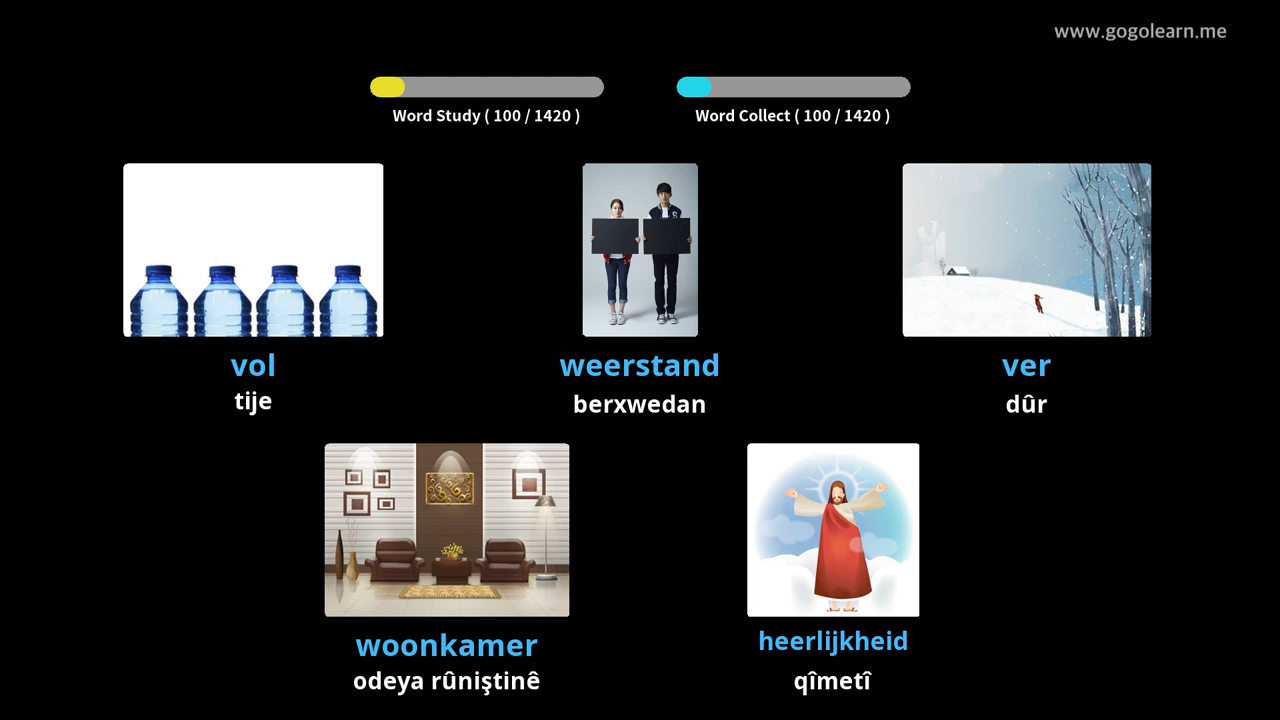 www.gogolearn.me
Word Study ( 100 / 1420 )
Word Collect ( 100 / 1420 )
vol
tije
weerstand
berxwedan
ver
dûr
woonkamer
odeya rûniştinê
heerlijkheid
qîmetî